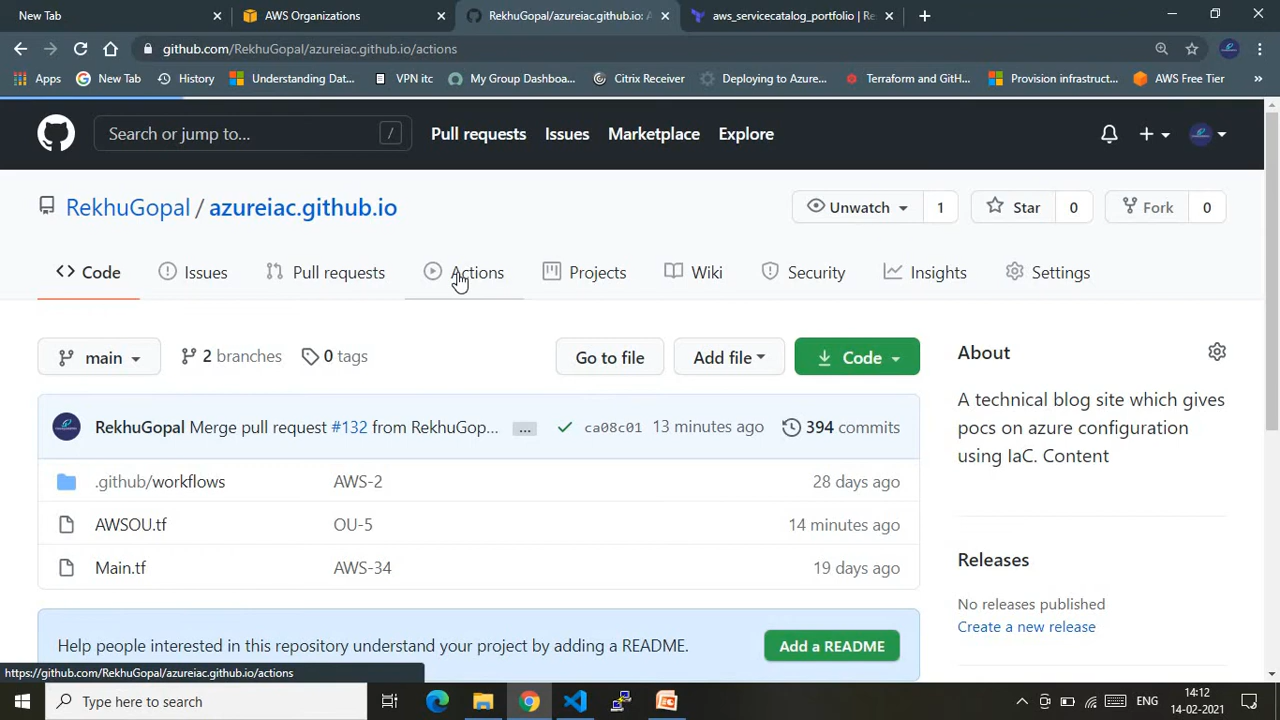 New Tab
AWS Organizations
RekhuGopal/azureiac.github.io: A
aws_servicecatalog_portfolio | Re
github.com/RekhuGopal/azureiac.github.io/actions
Apps
New Tab
History
Understanding Dat...
VPN itc
My Group Dashboa...
Citrix Receiver
Deploying to Azure...
Terraform and GitH...
Provision infrastruct...
AWS Free Tier
»
Search or jump to...
/
Pull requests
Issues
Marketplace
Explore
RekhuGopal / azureiac.github.io
Unwatch
1
Star
0
Fork
0
Code
Issues
Pull requests
Actions
Projects
Wiki
Security
Insights
Settings
main
2 branches
0 tags
Go to file
Add file
Code
RekhuGopal Merge pull request #132 from RekhuGop...
...
ca08c01
13 minutes ago
394 commits
.github/workflows
AWS-2
28 days ago
AWSOU.tf
OU-5
14 minutes ago
Main.tf
AWS-34
19 days ago
Help people interested in this repository understand your project by adding a README.
Add a README
About
A technical blog site which gives
pocs on azure configuration
using IaC. Content
Releases
No releases published
Create a new release
https://github.com/RekhuGopal/azureiac.github.io/actions
Type here to search
ENG
14:12
14-02-2021